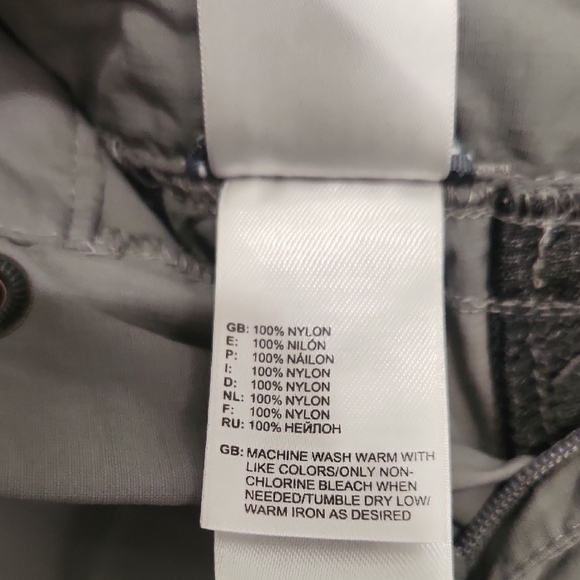 GB: 100% NYLON
E: 100% NILÓN
P: 100% NÁILON
I: 100% NYLON
D: 100% NYLON
NL: 100% NYLON
F: 100% NYLON
RU: 100% НЕЙЛОН
GB: MACHINE WASH WARM WITH
LIKE COLORS/ONLY NON-
CHLORINE BLEACH WHEN
NEEDED/TUMBLE DRY LOW/
WARM IRON AS DESIRED